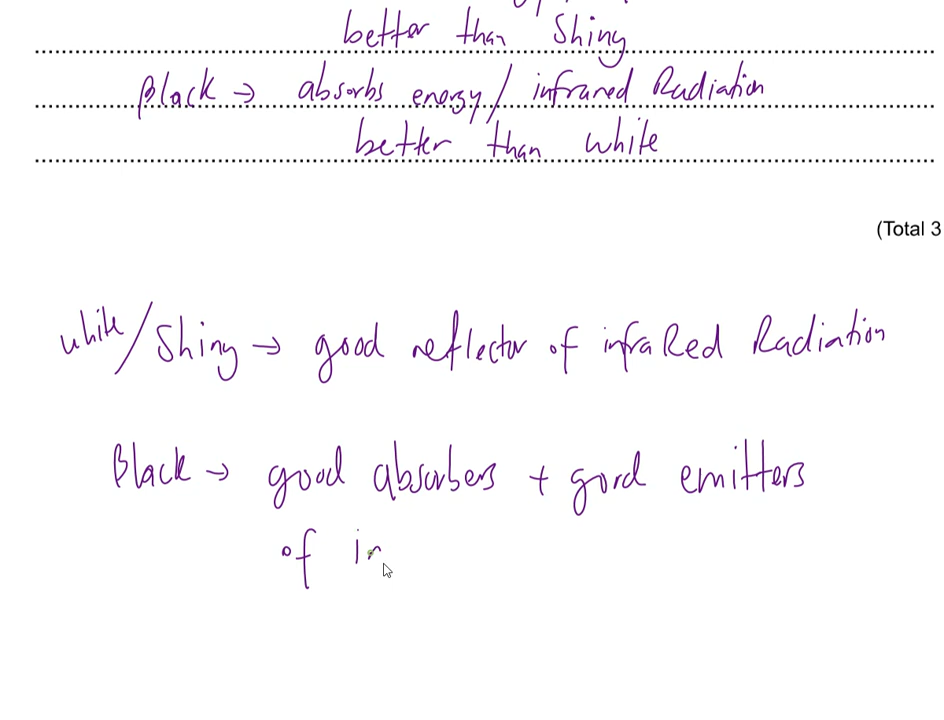 better than Shiny
Black → absorbs energy / infrared Radiation
better than white
(Total 3
white/Shiny → good reflector of infraRed Radiation
Black → good absorbers + good emitters
of in